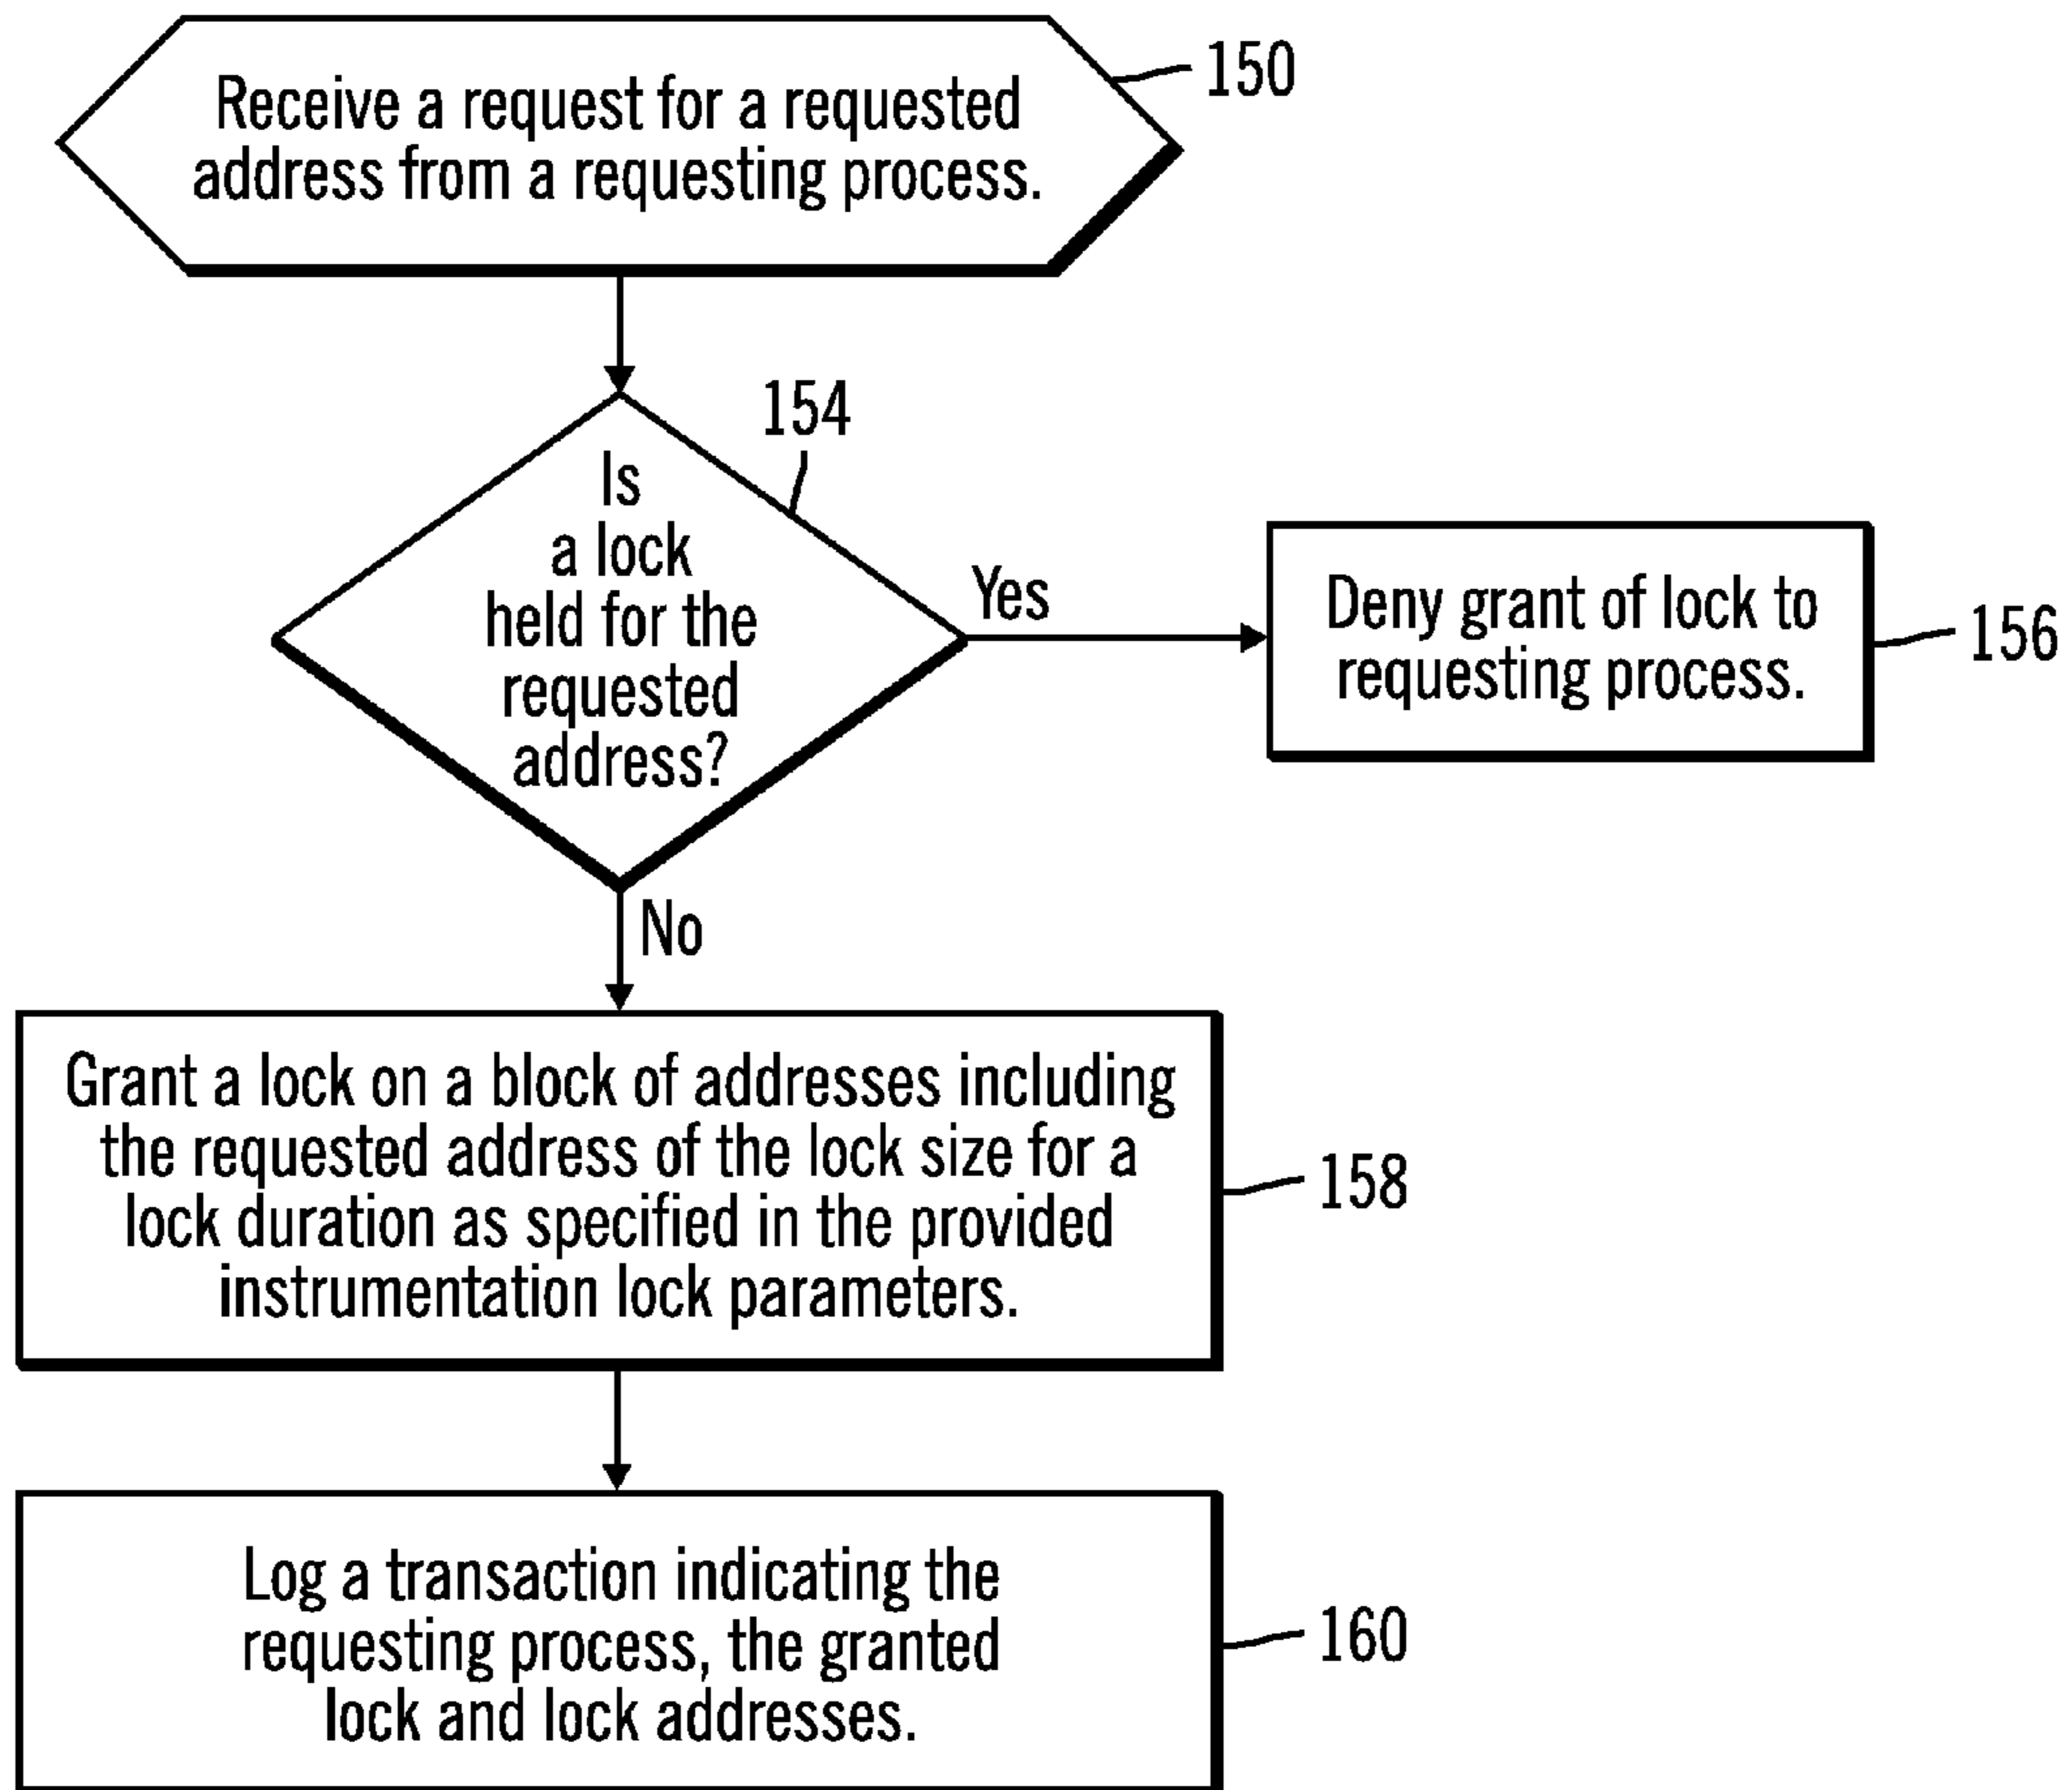 Receive a request for a requested
address from a requesting process.
150
154
Is
a lock
held for the
requested
address?
Yes
Deny grant of lock to
requesting process.
156
No
Grant a lock on a block of addresses including
the requested address of the lock size for a
lock duration as specified in the provided
instrumentation lock parameters.
158
Log a transaction indicating the
requesting process, the granted
lock and lock addresses.
160